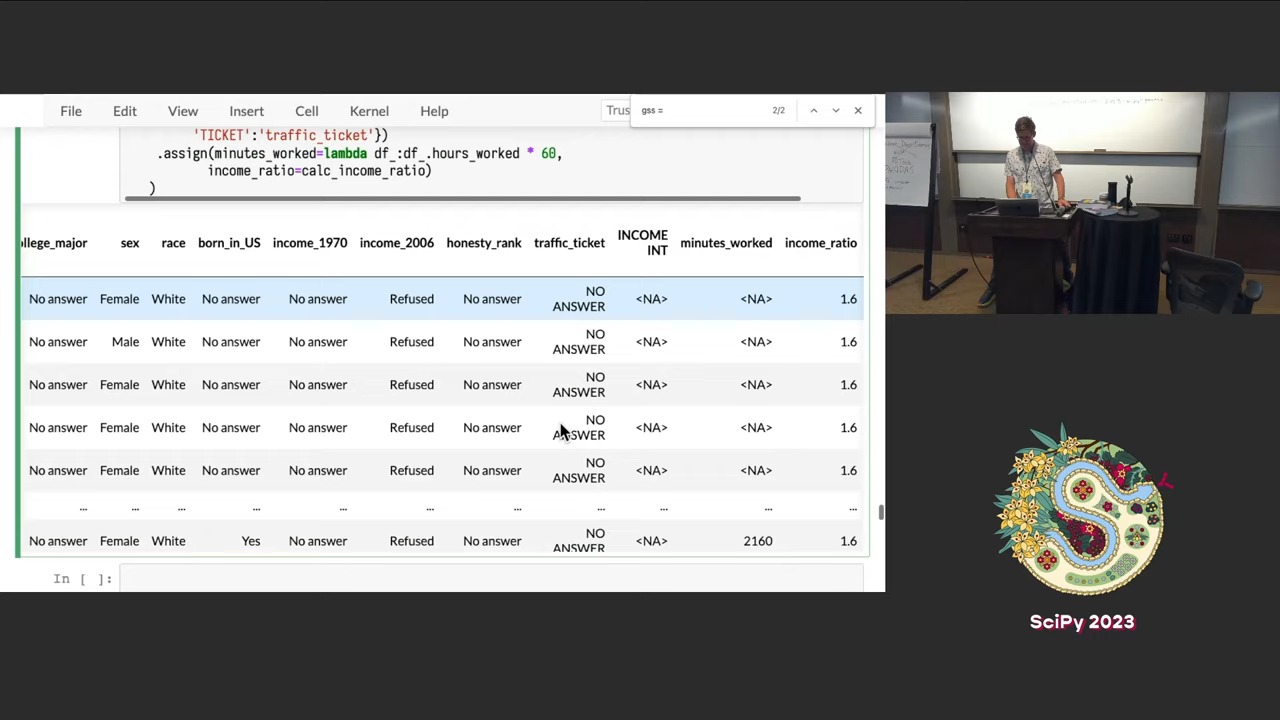 File Edit View Insert Cell Kernel Help Trus gss = 2/2
'TICKET':'traffic_ticket'})
.assign(minutes_worked=lambda df_:df_.hours_worked * 60,
income_ratio=calc_income_ratio)
)
llege_major sex race born_in_US income_1970 income_2006 honesty_rank traffic_ticket INCOME INT minutes_worked income_ratio
No answer Female White No answer No answer Refused No answer NO ANSWER <NA> <NA> 1.6
No answer Male White No answer No answer Refused No answer NO ANSWER <NA> <NA> 1.6
No answer Female White No answer No answer Refused No answer NO ANSWER <NA> <NA> 1.6
No answer Female White No answer No answer Refused No answer NO ANSWER <NA> <NA> 1.6
No answer Female White No answer No answer Refused No answer NO ANSWER <NA> <NA> 1.6
... ... ... ... ... ... ... ... ... ... ...
No answer Female White Yes No answer Refused No answer NO ANSWER <NA> 2160 1.6
In [ ]:
SciPy 2023